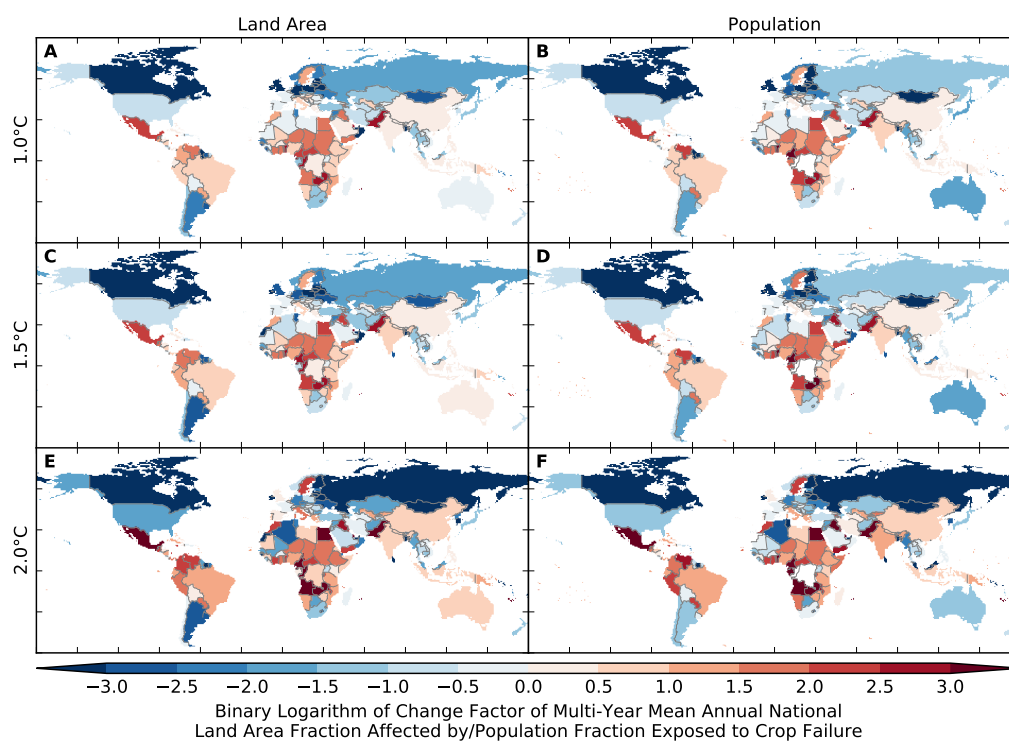 Land Area
Population
A
B
1.0°C
C
D
1.5°C
E
F
2.0°C
−3.0 −2.5 −2.0 −1.5 −1.0 −0.5 0.0 0.5 1.0 1.5 2.0 2.5 3.0
Binary Logarithm of Change Factor of Multi-Year Mean Annual National
Land Area Fraction Affected by/Population Fraction Exposed to Crop Failure